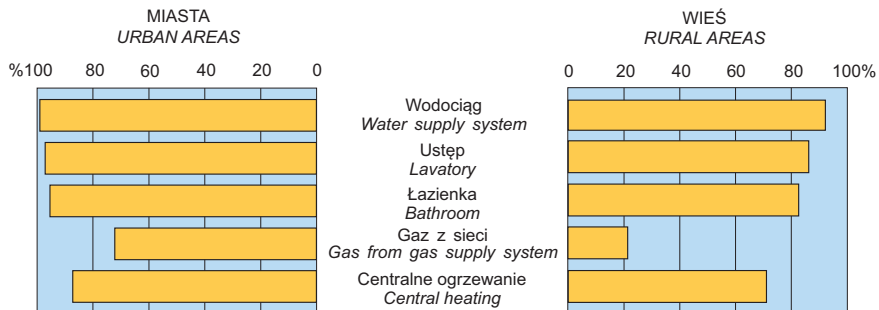 MIASTA
URBAN AREAS
WIEŚ
RURAL AREAS
%100 80 60 40 20 0
0 20 40 60 80 100%
Wodociąg
Water supply system
Ustęp
Lavatory
Łazienka
Bathroom
Gaz z sieci
Gas from gas supply system
Centralne ogrzewanie
Central heating